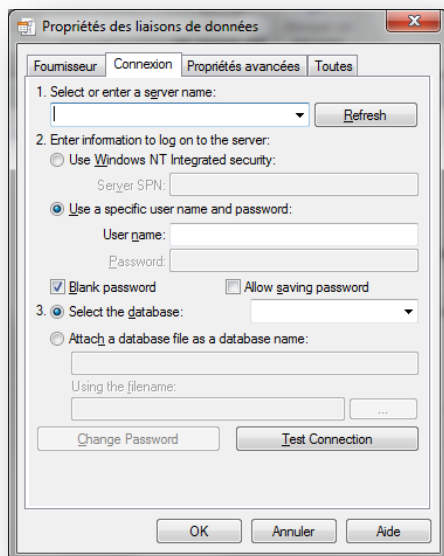 Propriétés des liaisons de données
Fournisseur Connexion Propriétés avancées Toutes
1. Select or enter a server name:
Refresh
2. Enter information to log on to the server:
Use Windows NT Integrated security:
Server SPN:
Use a specific user name and password:
User name:
Password:
Blank password Allow saving password
3. Select the database:
Attach a database file as a database name:
Using the filename:
...
Change Password Test Connection
OK Annuler Aide